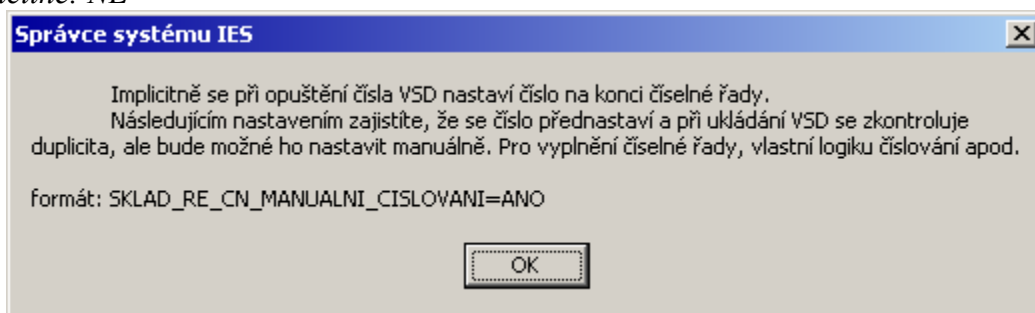 NE
Správce systému IES
Implicitně se při opuštění čísla VSD nastaví číslo na konci číselné řady.
Následujícím nastavením zajistíte, že se číslo přednastaví a při ukládání VSD se zkontroluje
duplicita, ale bude možné ho nastavit manuálně. Pro vyplnění číselné řady, vlastní logiku číslování apod.
formát: SKLAD_RE_CN_MANUALNI_CISLOVANI=ANO
OK